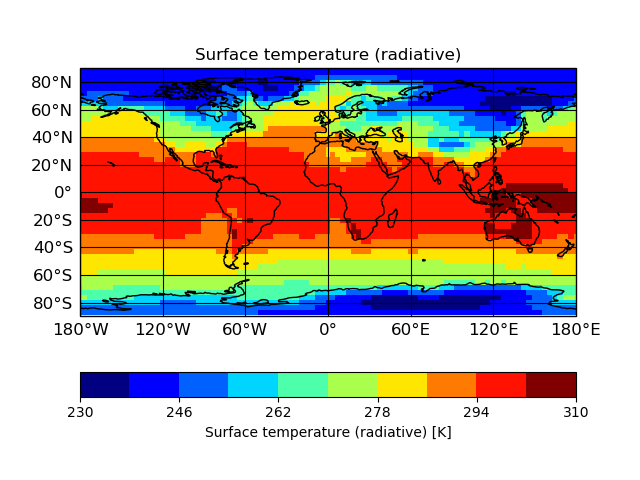 Surface temperature (radiative)
80°N
60°N
40°N
20°N
0°
20°S
40°S
60°S
80°S
180°W 120°W 60°W 0° 60°E 120°E 180°E
230 246 262 278 294 310
Surface temperature (radiative) [K]